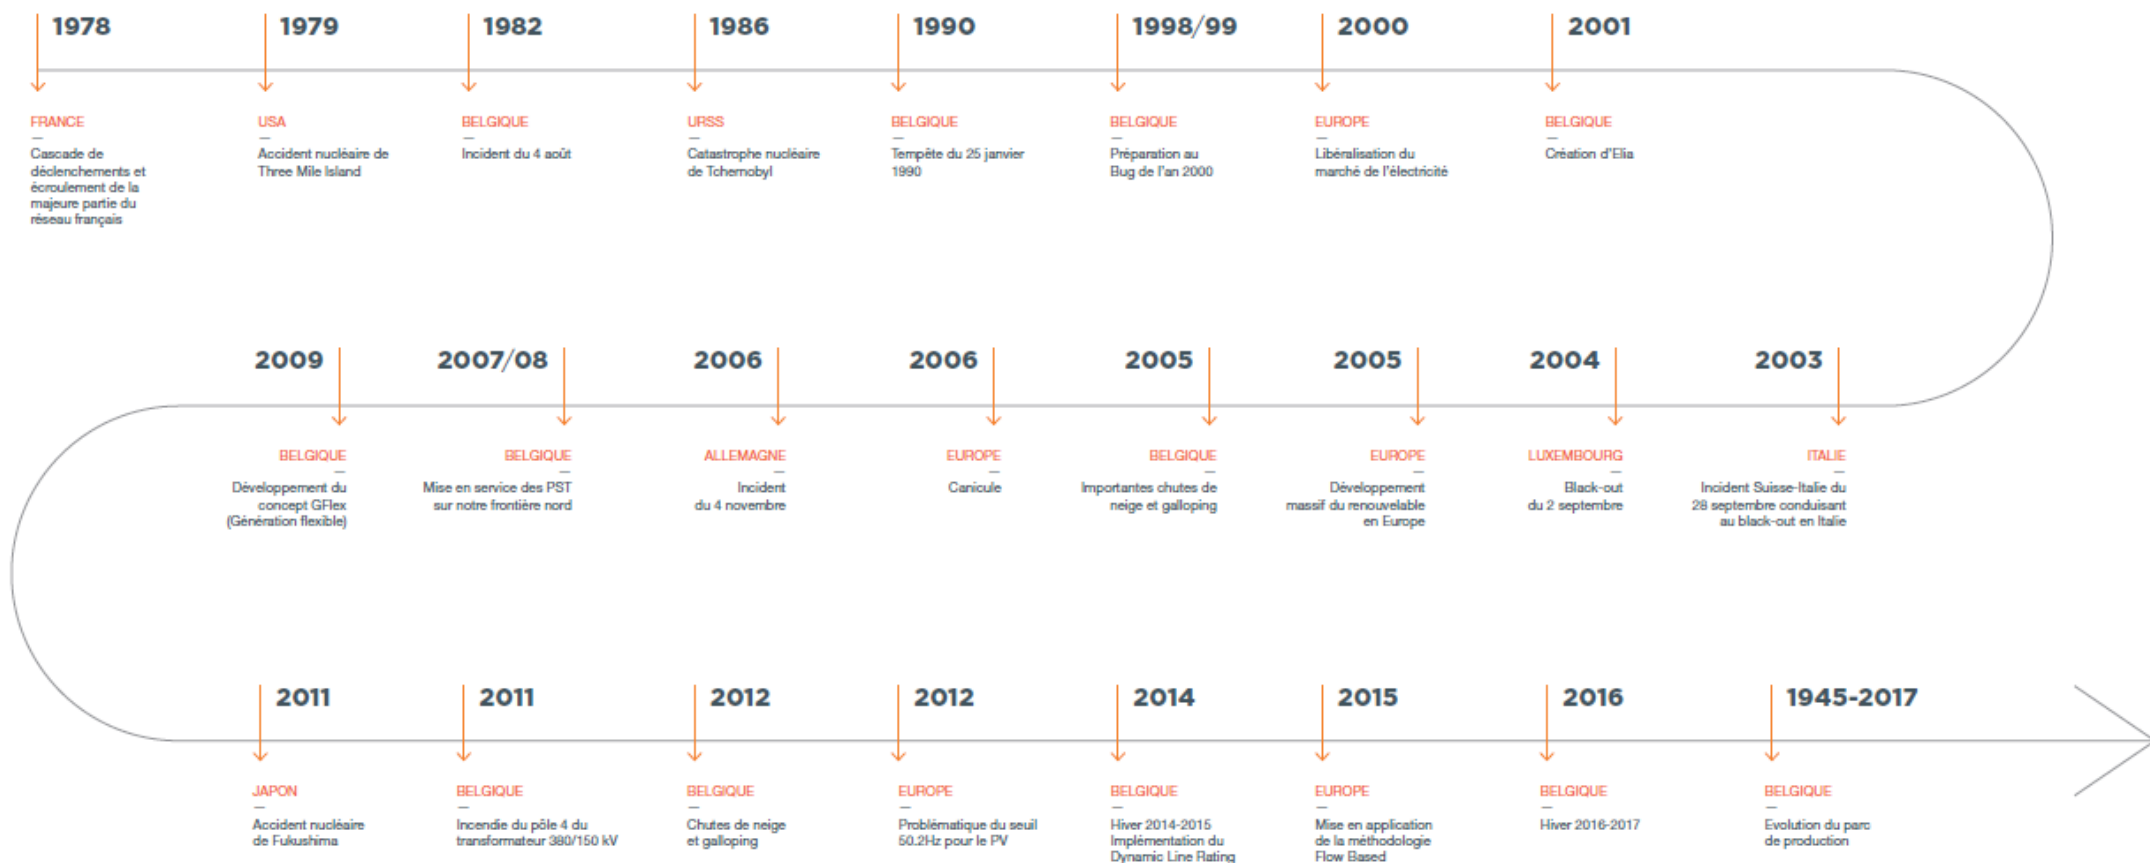 1978
FRANCE
Cascade de
déclenchements et
écroulement de la
majeure partie du
réseau français
1979
USA
Accident nucléaire de
Three Mile Island
1982
BELGIQUE
Incident du 4 août
1986
URSS
Catastrophe nucléaire
de Tchernobyl
1990
BELGIQUE
Tempête du 25 janvier
1990
1998/99
BELGIQUE
Préparation au
Bug de l'an 2000
2000
EUROPE
Libéralisation du
marché de l'électricité
2001
BELGIQUE
Création d'Elia
2003
ITALIE
Incident Suisse-Italie du
28 septembre conduisant
au black-out en Italie
2004
LUXEMBOURG
Black-out
du 2 septembre
2005
EUROPE
Développement
massif du renouvelable
en Europe
2005
BELGIQUE
Importantes chutes de
neige et galloping
2006
EUROPE
Canicule
2006
ALLEMAGNE
Incident
du 4 novembre
2007/08
BELGIQUE
Mise en service des PST
sur notre frontière nord
2009
BELGIQUE
Développement du
concept GFlex
(Génération flexible)
2011
JAPON
Accident nucléaire
de Fukushima
2011
BELGIQUE
Incendie du pôle 4 du
transformateur 380/150 kV
2012
BELGIQUE
Chutes de neige
et galloping
2012
EUROPE
Problématique du seuil
50.2Hz pour le PV
2014
BELGIQUE
Hiver 2014-2015
Implémentation du
Dynamic Line Rating
2015
EUROPE
Mise en application
de la méthodologie
Flow Based
2016
BELGIQUE
Hiver 2016-2017
1945-2017
BELGIQUE
Evolution du parc
de production